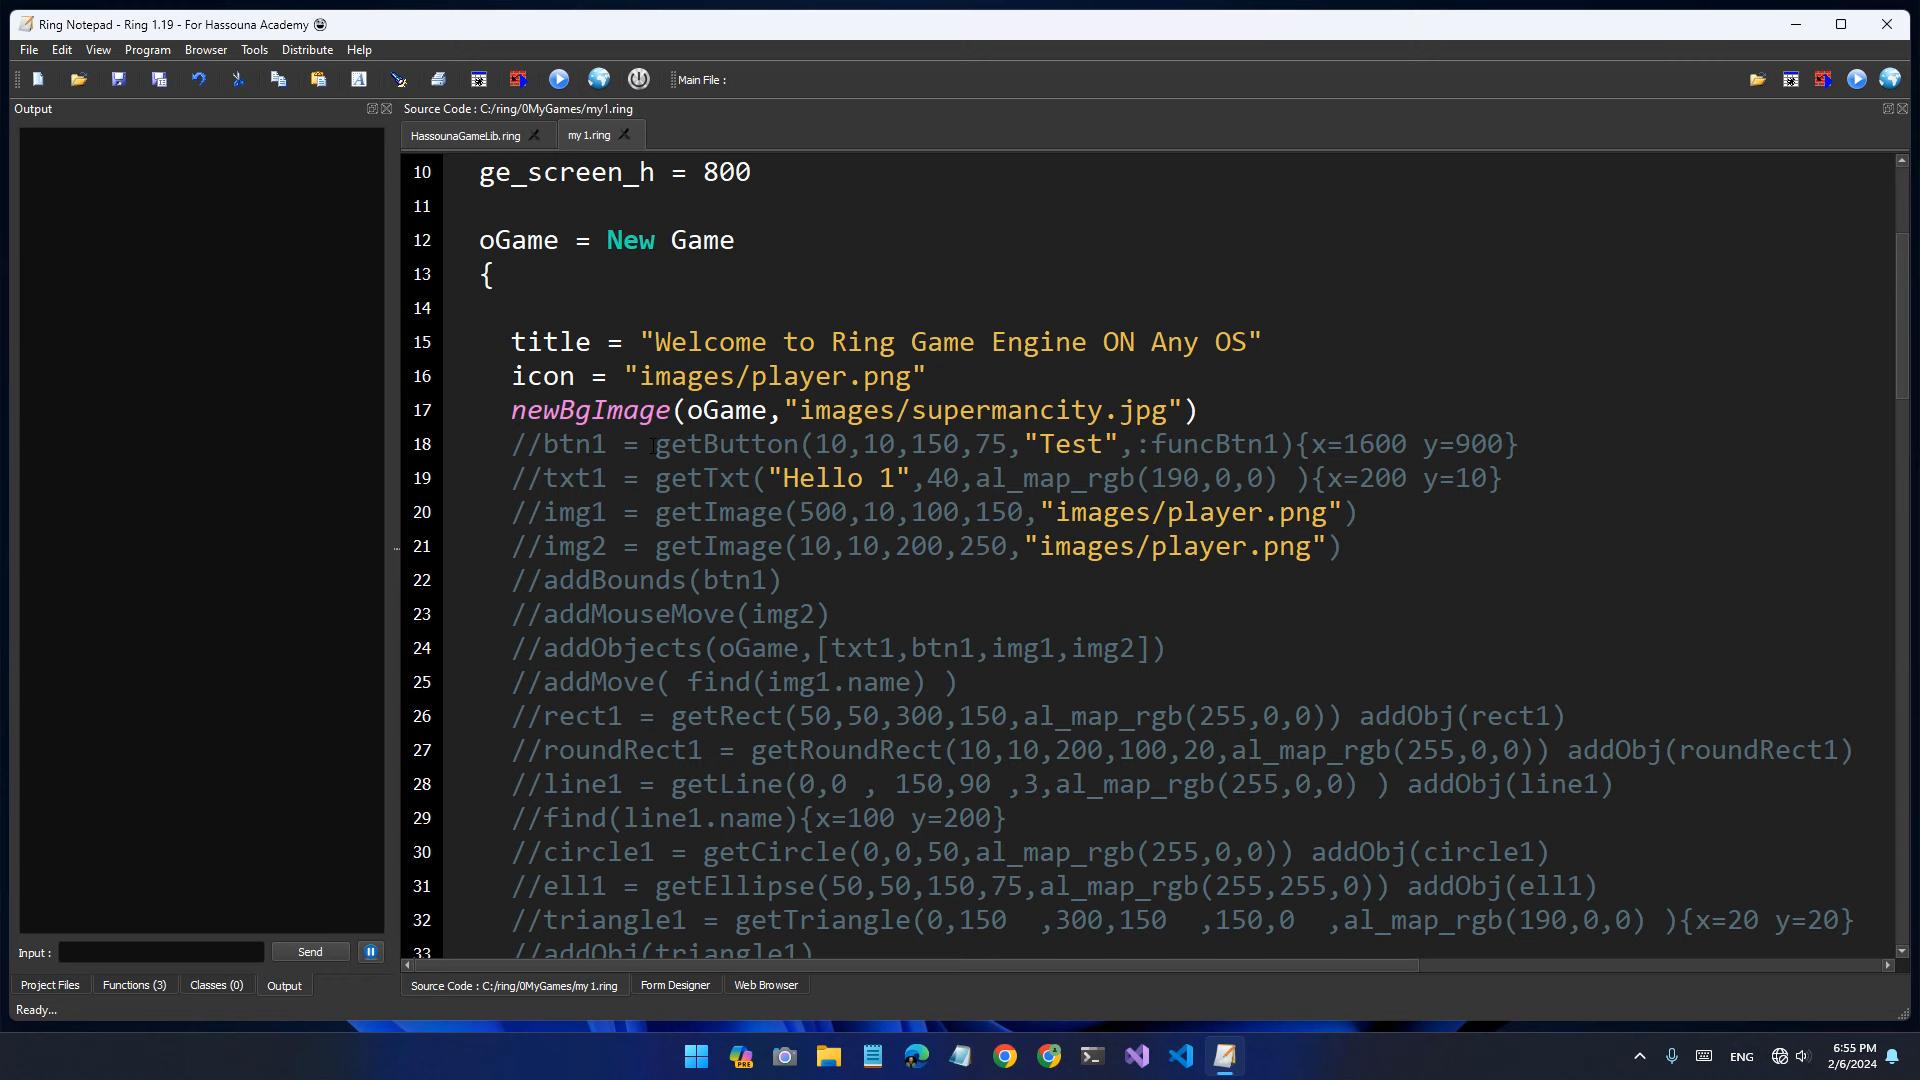 Ring Notepad - Ring 1.19 - For Hassouna Academy 😀
File Edit View Program Browser Tools Distribute Help
Main File :
Output
Source Code : C:/ring/0MyGames/my1.ring
HassounaGameLib.ring
my1.ring
10 ge_screen_h = 800
11
12 oGame = New Game
13 {
14
15 title = "Welcome to Ring Game Engine ON Any OS"
16 icon = "images/player.png"
17 newBgImage(oGame,"images/supermancity.jpg")
18 //btn1 = getButton(10,10,150,75,"Test",:funcBtn1){x=1600 y=900}
19 //txt1 = getTxt("Hello 1",40,al_map_rgb(190,0,0) ){x=200 y=10}
20 //img1 = getImage(500,10,100,150,"images/player.png")
21 //img2 = getImage(10,10,200,250,"images/player.png")
22 //addBounds(btn1)
23 //addMouseMove(img2)
24 //addObjects(oGame,[txt1,btn1,img1,img2])
25 //addMove( find(img1.name) )
26 //rect1 = getRect(50,50,300,150,al_map_rgb(255,0,0)) addObj(rect1)
27 //roundRect1 = getRoundRect(10,10,200,100,20,al_map_rgb(255,0,0)) addObj(roundRect1)
28 //line1 = getLine(0,0 , 150,90 ,3,al_map_rgb(255,0,0) ) addObj(line1)
29 //find(line1.name){x=100 y=200}
30 //circle1 = getCircle(0,0,50,al_map_rgb(255,0,0)) addObj(circle1)
31 //ell1 = getEllipse(50,50,150,75,al_map_rgb(255,255,0)) addObj(ell1)
32 //triangle1 = getTriangle(0,150 ,300,150 ,150,0 ,al_map_rgb(190,0,0) ){x=20 y=20}
33 //addObj(triangle1)
Input : Send
Project Files Functions (3) Classes (0) Output
Source Code : C:/ring/0MyGames/my1.ring Form Designer Web Browser
Ready...
PRE
ENG
6:55 PM
2/6/2024